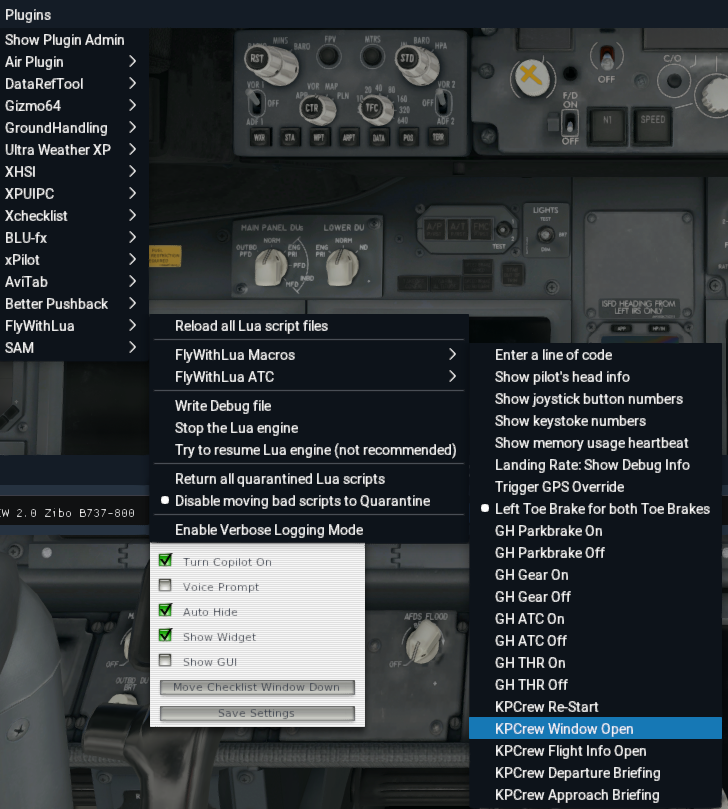 Plugins
Show Plugin Admin
Air Plugin
DataRefTool
Gizmo64
GroundHandling
Ultra Weather XP
XHSI
XPUIPC
Xchecklist
BLU-fx
xPilot
AviTab
Better Pushback
FlyWithLua
SAM
Reload all Lua script files
FlyWithLua Macros
FlyWithLua ATC
Write Debug file
Stop the Lua engine
Try to resume Lua engine (not recommended)
Return all quarantined Lua scripts
Disable moving bad scripts to Quarantine
Enable Verbose Logging Mode
Enter a line of code
Show pilot's head info
Show joystick button numbers
Show keystoke numbers
Show memory usage heartbeat
Landing Rate: Show Debug Info
Trigger GPS Override
Left Toe Brake for both Toe Brakes
GH Parkbrake On
GH Parkbrake Off
GH Gear On
GH Gear Off
GH ATC On
GH ATC Off
GH THR On
GH THR Off
KPCrew Re-Start
KPCrew Window Open
KPCrew Flight Info Open
KPCrew Departure Briefing
KPCrew Approach Briefing
Turn Copilot On
Voice Prompt
Auto Hide
Show Widget
Show GUI
Move Checklist Window Down
Save Settings
MINS
BARO
FPV
MTRS
BARO
HPA
RST
STD
VOR 1
OFF
ADF 1
VOR MAP
PLN
CTR
TFC
VOR 2
OFF
ADF 2
WXR STA WPT ARPT DATA POS TERR
F/D
ON
OFF
OFF
C/O
N1
SPEED
MAIN PANEL DUs
LOWER DU
OUTBD
PFD
NORM
ENG
PRI
PFD
INBD
MFD
ENG
PRI
NORM
ND
A/P
A/T
FMC
TEST
LIGHTS
TEST
BRT
DIM
ISFD HEADING FROM
LEFT IRS ONLY
APP
HP/IN
2.0 Zibo B737-800
AFDS FLOOD
OFF
OFF
OUTBD DU
BRT